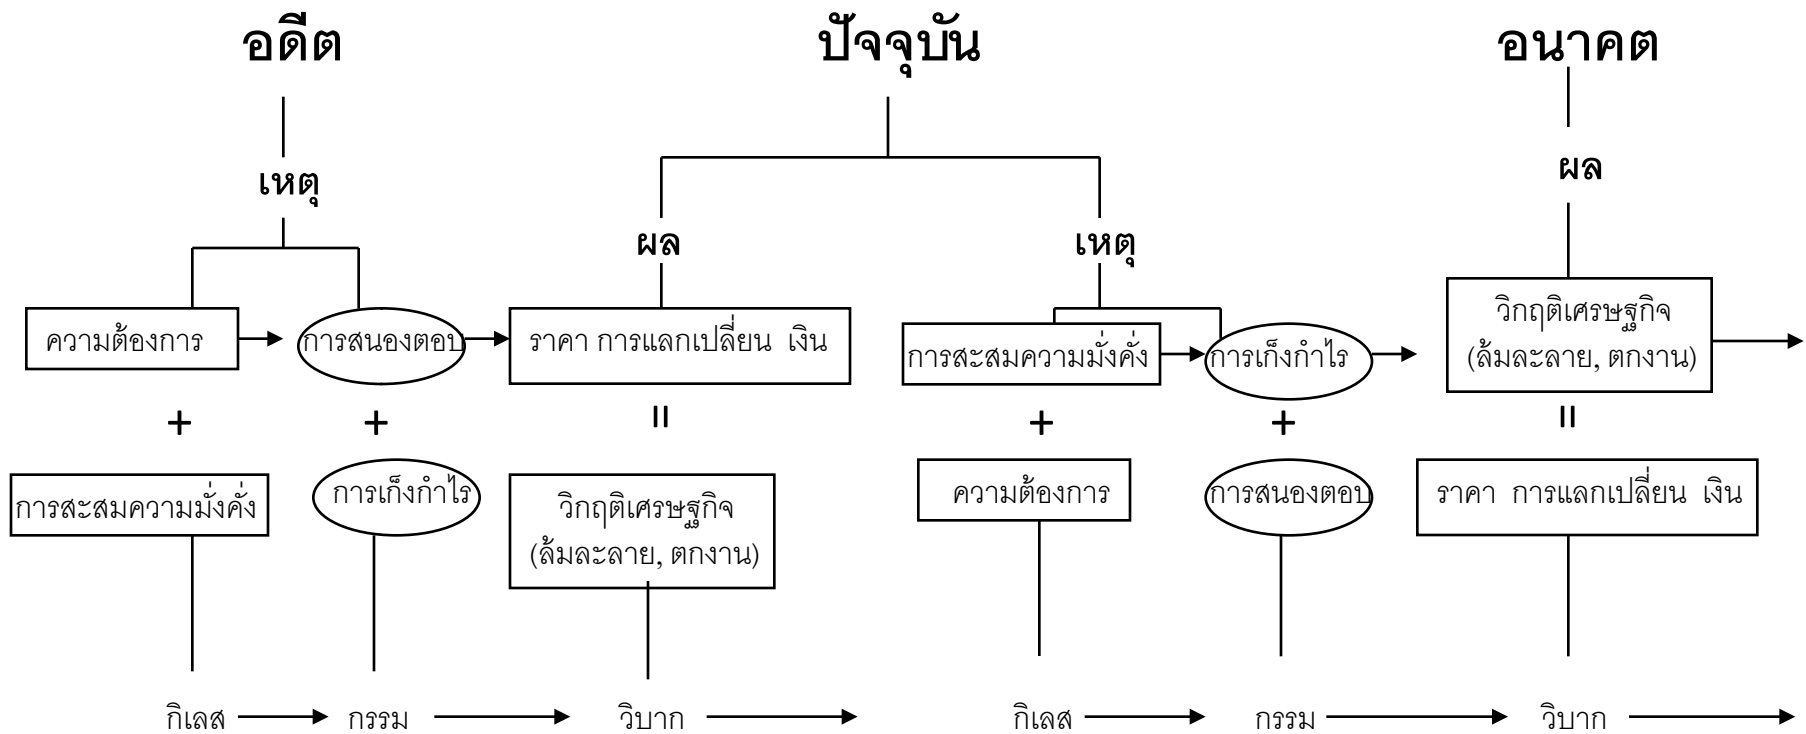 อดีต ปัจจุบัน อนาคต
เหตุ ผล
ผล เหตุ
ความต้องการ การสนองตอบ ราคา การแลกเปลี่ยน เงิน การสะสมความมั่งคั่ง การเก็งกำไร วิกฤติเศรษฐกิจ
(ล้มละลาย, ตกงาน)
+ + = + + =
การสะสมความมั่งคั่ง การเก็งกำไร วิกฤติเศรษฐกิจ ความต้องการ การสนองตอบ ราคา การแลกเปลี่ยน เงิน
(ล้มละลาย, ตกงาน)
กิเลส กรรม วิบาก กิเลส กรรม วิบาก